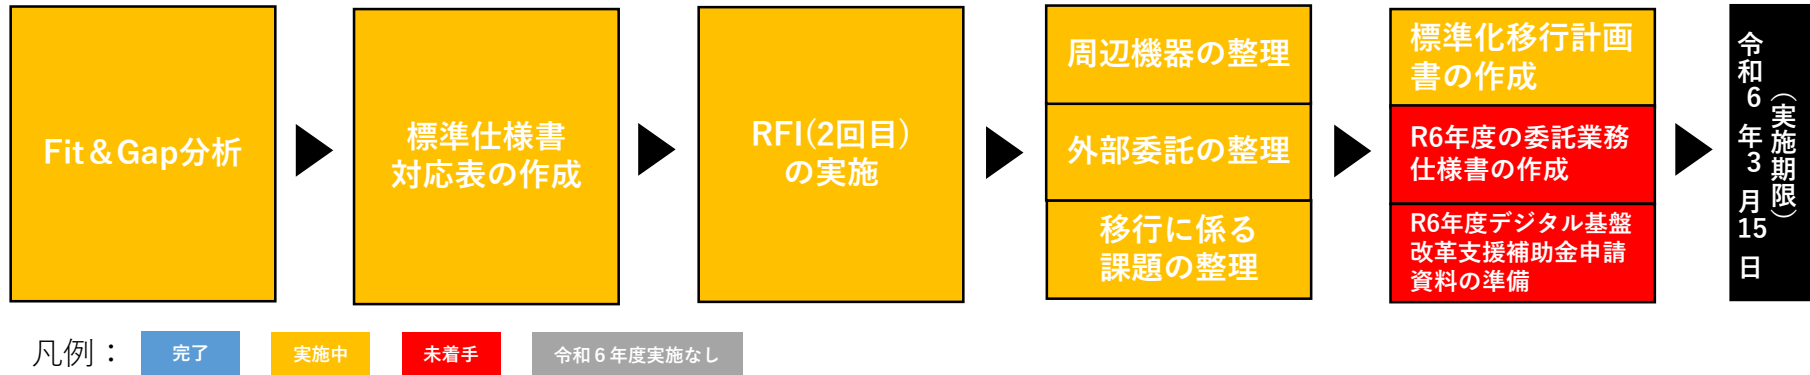 Fit＆Gap分析
標準仕様書
対応表の作成
RFI(2回目)
の実施
周辺機器の整理
外部委託の整理
移行に係る
課題の整理
標準化移行計画
書の作成
R6年度の委託業務
仕様書の作成
R6年度デジタル基盤
改革支援補助金申請
資料の準備
（実施期限）
令和6年3月15日
凡例：
完了
実施中
未着手
令和６年度実施なし